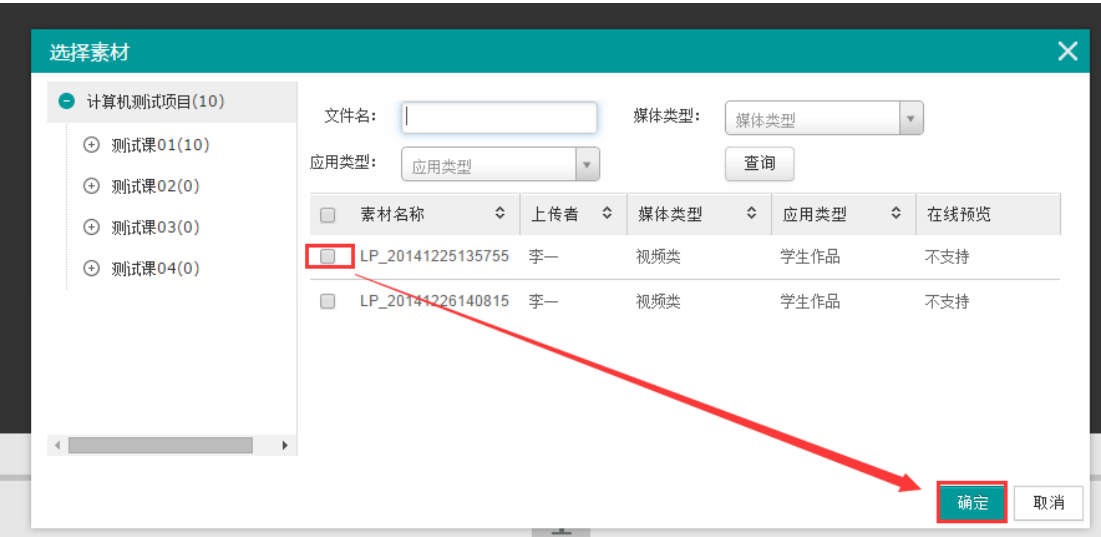 选择素材
计算机测试项目(10)
测试课01(10)
测试课02(0)
测试课03(0)
测试课04(0)
文件名: 媒体类型: 媒体类型
应用类型: 应用类型 查询
素材名称 上传者 媒体类型 应用类型 在线预览
LP_20141225135755 李一 视频类 学生作品 不支持
LP_20141226140815 李一 视频类 学生作品 不支持
确定 取消